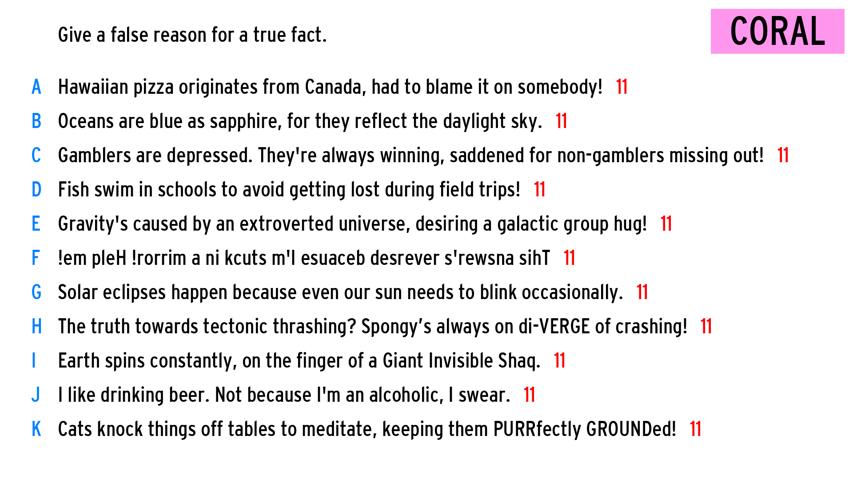 Give a false reason for a true fact.
CORAL
A Hawaiian pizza originates from Canada, had to blame it on somebody! 11
B Oceans are blue as sapphire, for they reflect the daylight sky. 11
C Gamblers are depressed. They're always winning, saddened for non-gamblers missing out! 11
D Fish swim in schools to avoid getting lost during field trips! 11
E Gravity's caused by an extroverted universe, desiring a galactic group hug! 11
F !em pleH !rorrim a ni kcuts m'I esuaceb desrever s'rewsna sihT 11
G Solar eclipses happen because even our sun needs to blink occasionally. 11
H The truth towards tectonic thrashing? Spongy’s always on di-VERGE of crashing! 11
I Earth spins constantly, on the finger of a Giant Invisible Shaq. 11
J I like drinking beer. Not because I'm an alcoholic, I swear. 11
K Cats knock things off tables to meditate, keeping them PURRfectly GROUNDed! 11